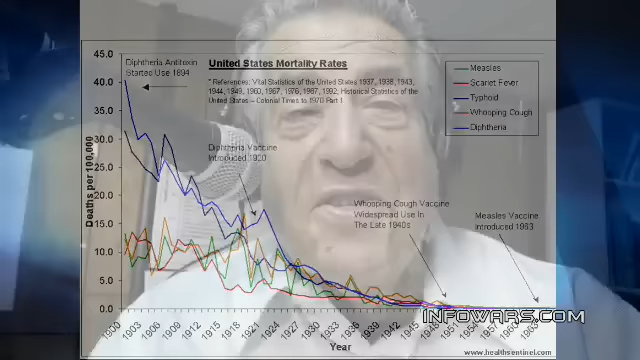 45.0
40.0
35.0
30.0
25.0
20.0
15.0
10.0
5.0
0.0
Deaths per 100,000
Diphtheria Antitoxin
Started Use 1894
United States Mortality Rates
* References: Vital Statistics of the United States 1937, 1938, 1943,
1944, 1949, 1960, 1967, 1976, 1987, 1992; Historical Statistics of the
United States – Colonial Times to 1970 Part 1
Measles
Scarlet Fever
Typhoid
Whooping Cough
Diphtheria
Diphtheria Vaccine
Introduced 1920
Whooping Cough Vaccine
Widespread Use In
The Late 1940s
Measles Vaccine
Introduced 1963
1900 1903 1906 1909 1912 1915 1918 1921 1924 1927 1930 1933 1936 1939 1942 1945 1948 1951 1954 1957 1960 1963
Year
INFOWARS.COM
www.healthsentinel.com